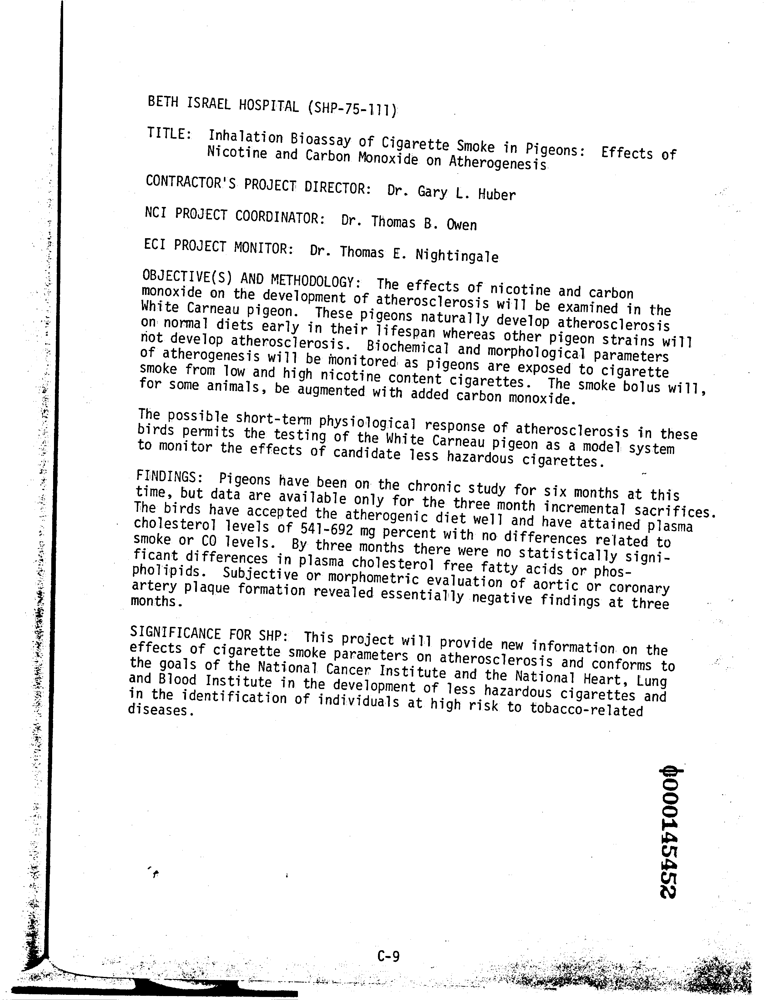 BETH ISRAEL HOSPITAL (SHP-75-111)
TITLE: Inhalation Bioassay of Cigarette Smoke in Pigeons: Effects of
Nicotine and Carbon Monoxide on Atherogenesis
CONTRACTOR'S PROJECT DIRECTOR: Dr. Gary L. Huber
NCI PROJECT COORDINATOR: Dr. Thomas B. Owen
ECI PROJECT MONITOR: Dr. Thomas E. Nightingale
OBJECTIVE(S) AND METHODOLOGY: The effects of nicotine and carbon
monoxide on the development of atherosclerosis will be examined in the
White Carneau pigeon. These pigeons naturally develop atherosclerosis
on normal diets early in their lifespan whereas other pigeon strains will
not develop atherosclerosis. Biochemical and morphological parameters
of atherogenesis will be monitored as pigeons are exposed to cigarette
smoke from low and high nicotine content cigarettes. The smoke bolus will,
for some animals, be augmented with added carbon monoxide.
The possible short-term physiological response of atherosclerosis in these
birds permits the testing of the White Carneau pigeon as a model system
to monitor the effects of candidate less hazardous cigarettes.
FINDINGS: Pigeons have been on the chronic study for six months at this
time, but data are available only for the three month incremental sacrifices.
The birds have accepted the atherogenic diet well and have attained plasma
cholesterol levels of 541-692 mg percent with no differences related to
smoke or CO levels. By three months there were no statistically signi-
ficant differences in plasma cholesterol free fatty acids or phos-
pholipids. Subjective or morphometric evaluation of aortic or coronary
artery plaque formation revealed essentially negative findings at three
months.
SIGNIFICANCE FOR SHP: This project will provide new information on the
effects of cigarette smoke parameters on atherosclerosis and conforms to
the goals of the National Cancer Institute and the National Heart, Lung
and Blood Institute in the development of less hazardous cigarettes and
in the identification of individuals at high risk to tobacco-related
diseases.
0000145452
C-9